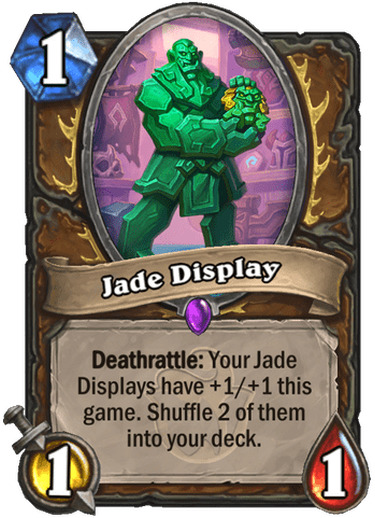 1
Jade Display
Deathrattle: Your Jade
Displays have +1/+1 this
game. Shuffle 2 of them
into your deck.
1
1